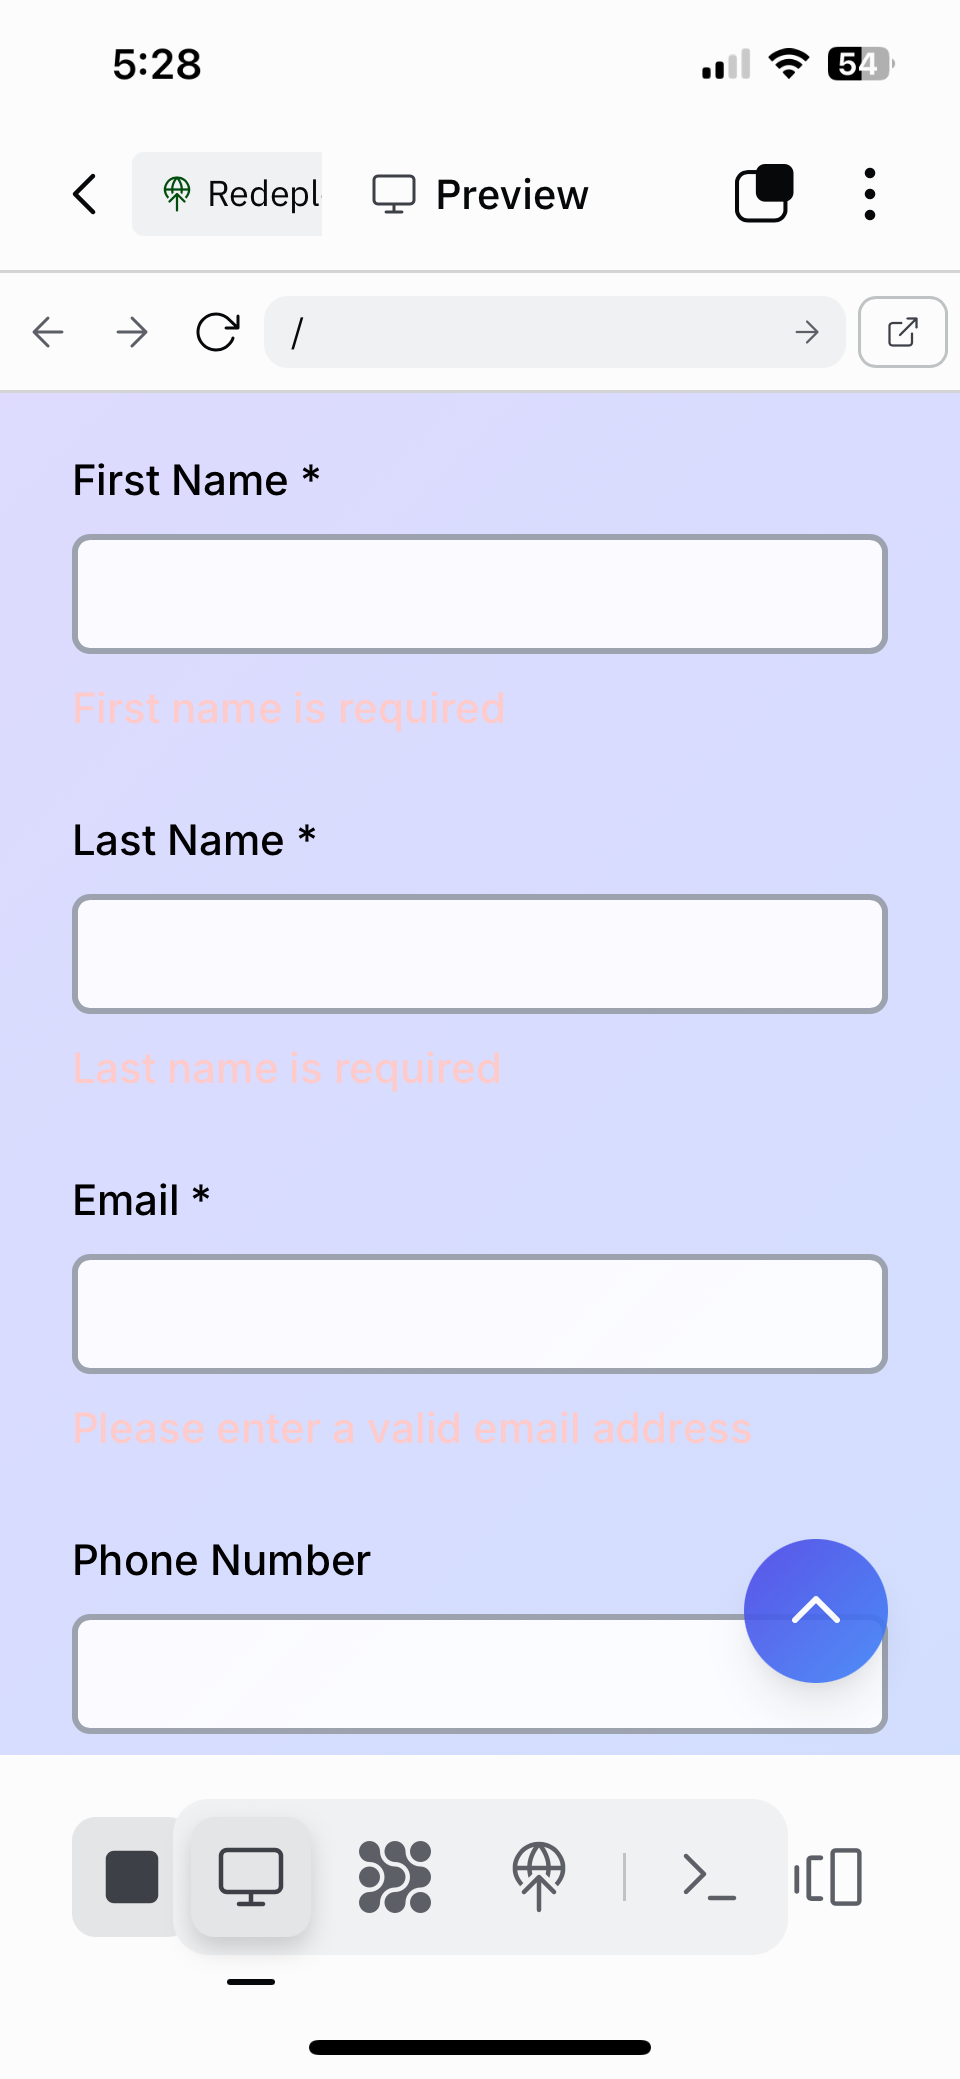 5:28
54
Redepl
Preview
/
First Name *
First name is required
Last Name *
Last name is required
Email *
Please enter a valid email address
Phone Number